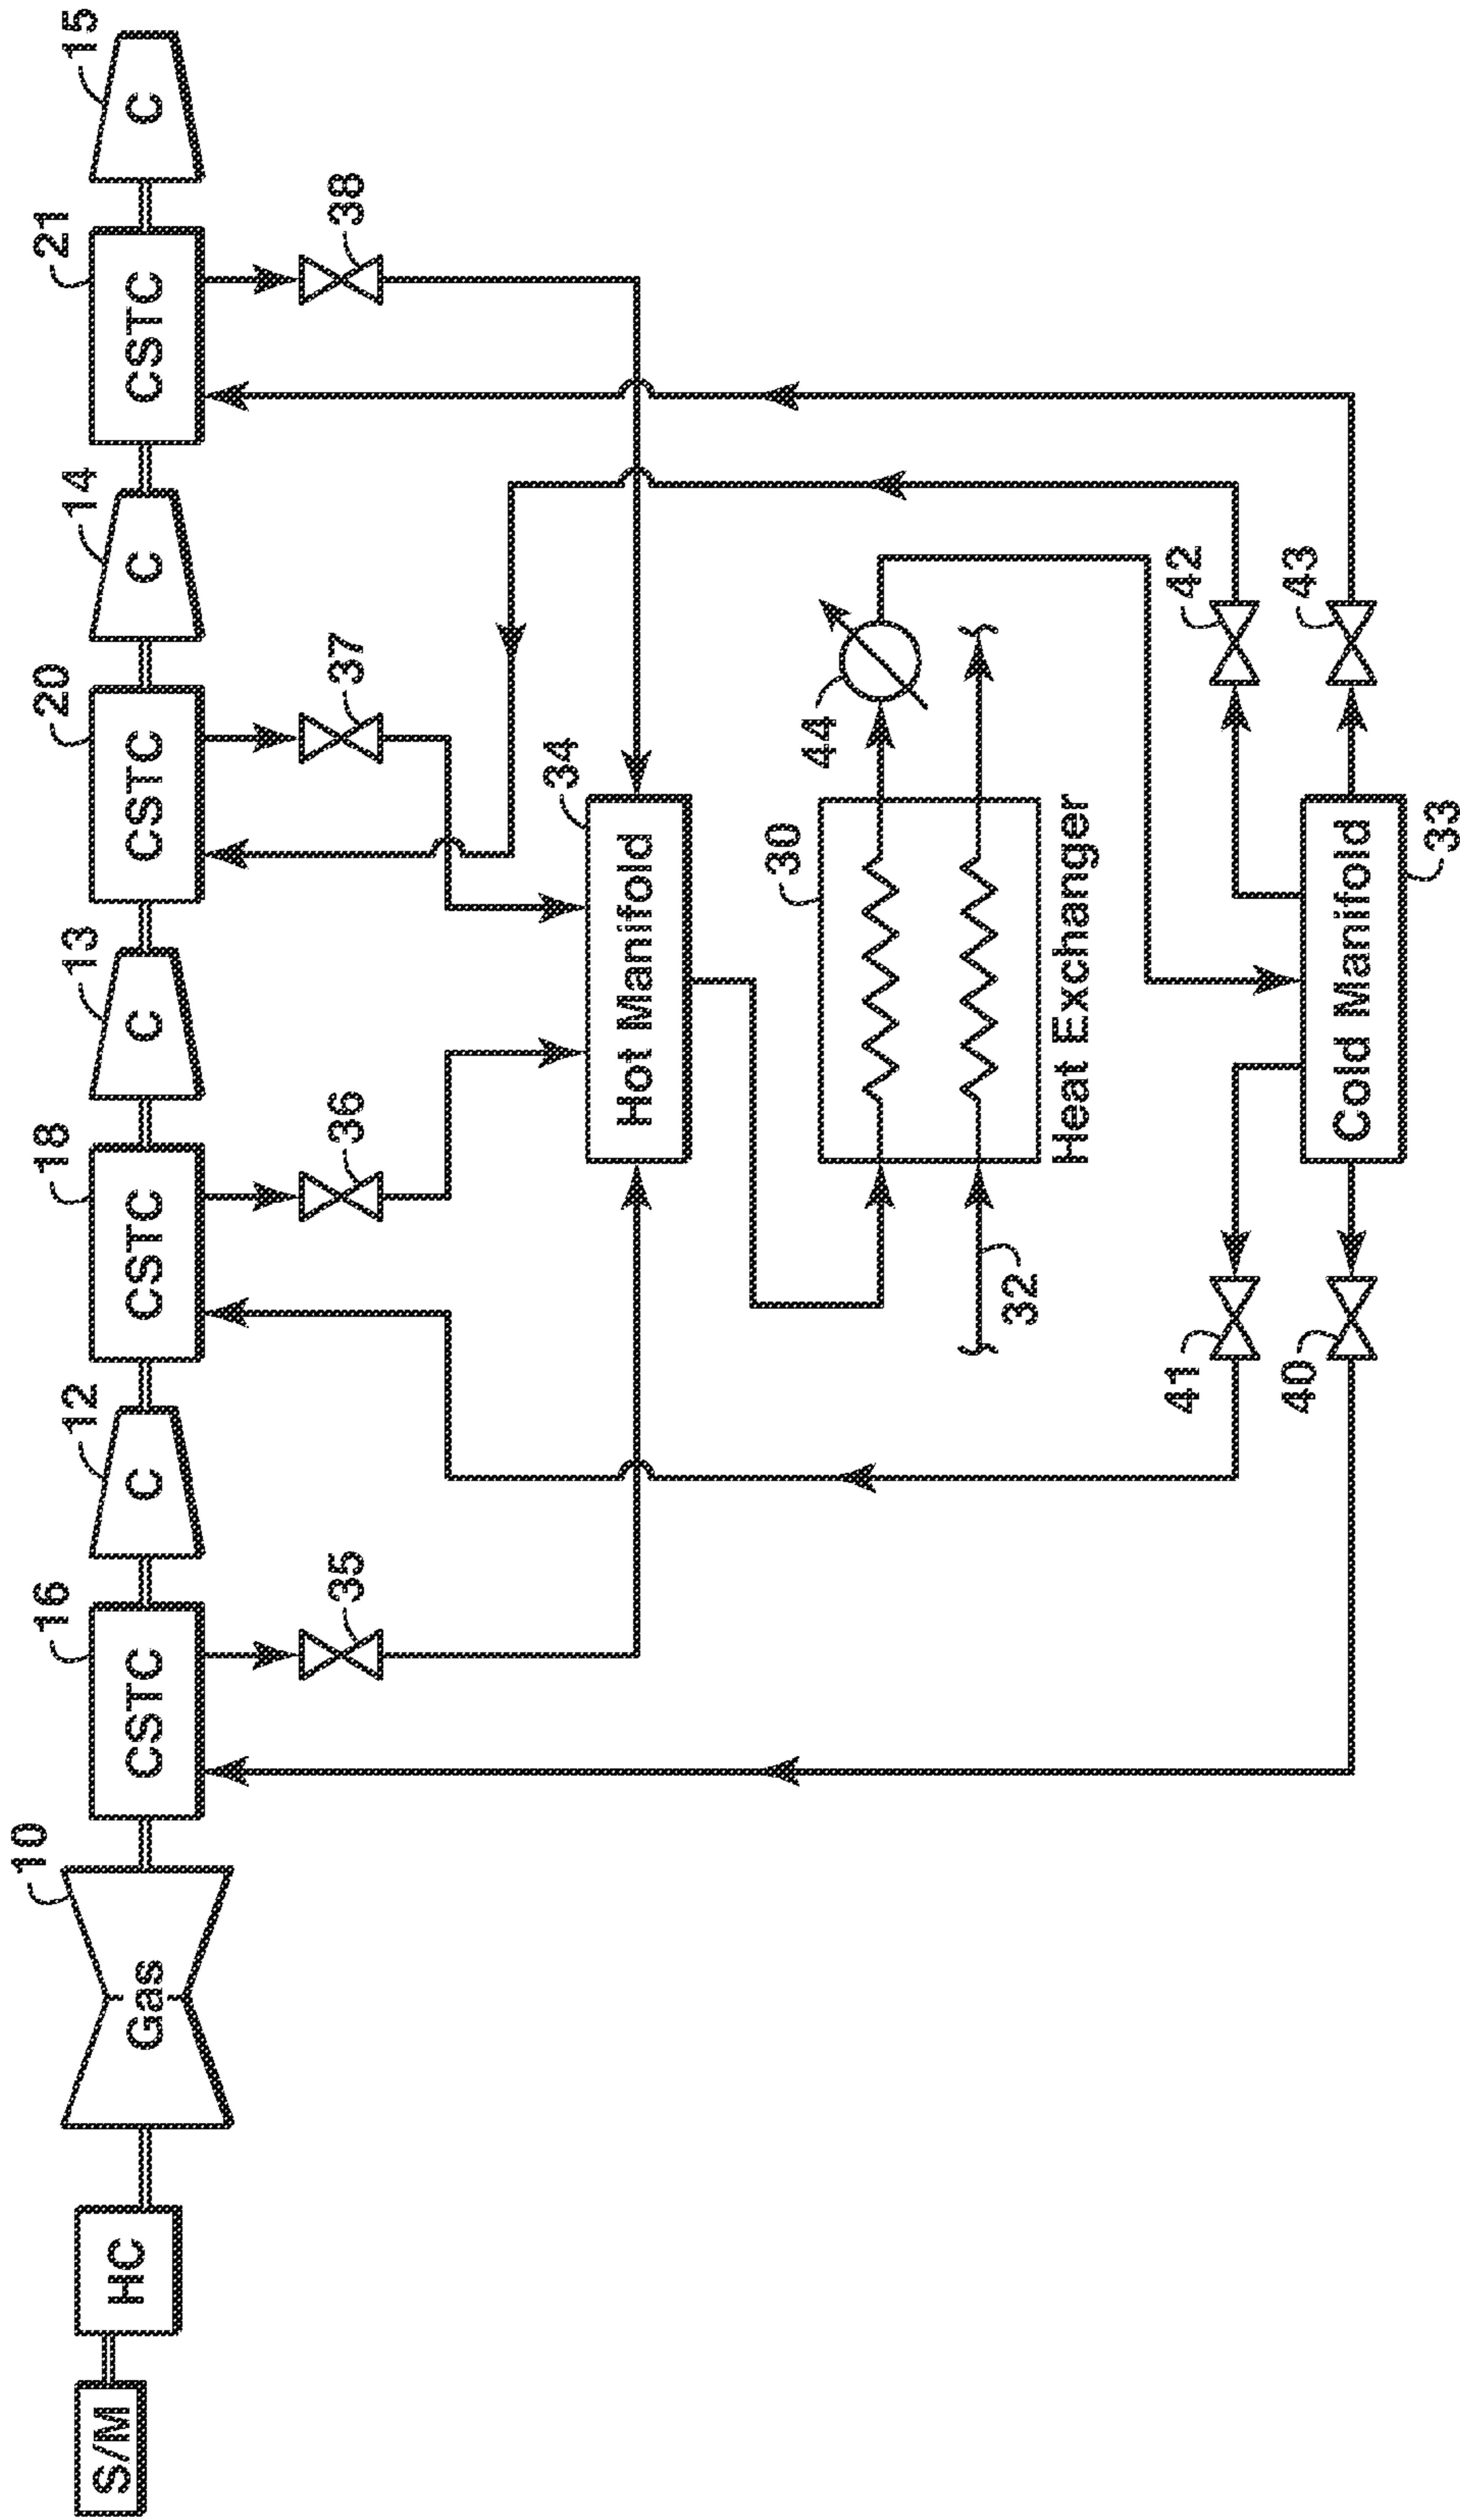 S/M
HC
Gas
10
CSTC
16
C
12
CSTC
18
C
13
CSTC
20
C
14
CSTC
21
C
15
35
36
37
38
Hot Manifold
34
30
44
32
Heat Exchanger
41
42
40
43
Cold Manifold
33